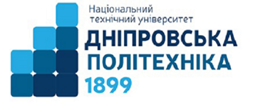 Національний
технічний університет
ДНІПРОВСЬКА
ПОЛІТЕХНІКА
1899